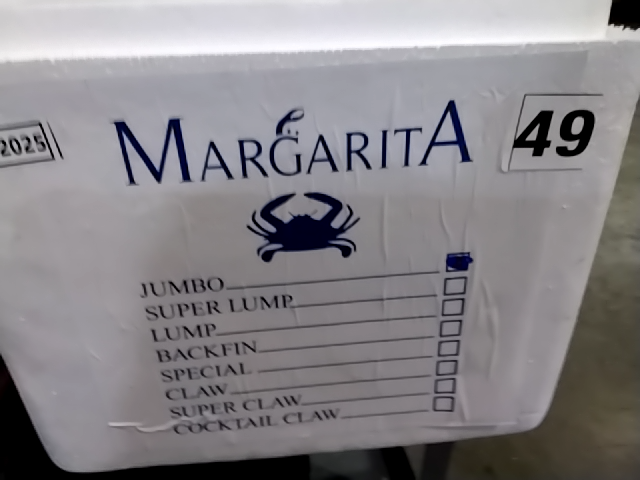 2025
MARGARITA
49
JUMBO
SUPER LUMP
LUMP
BACKFIN
SPECIAL
CLAW
SUPER CLAW
COCKTAIL CLAW